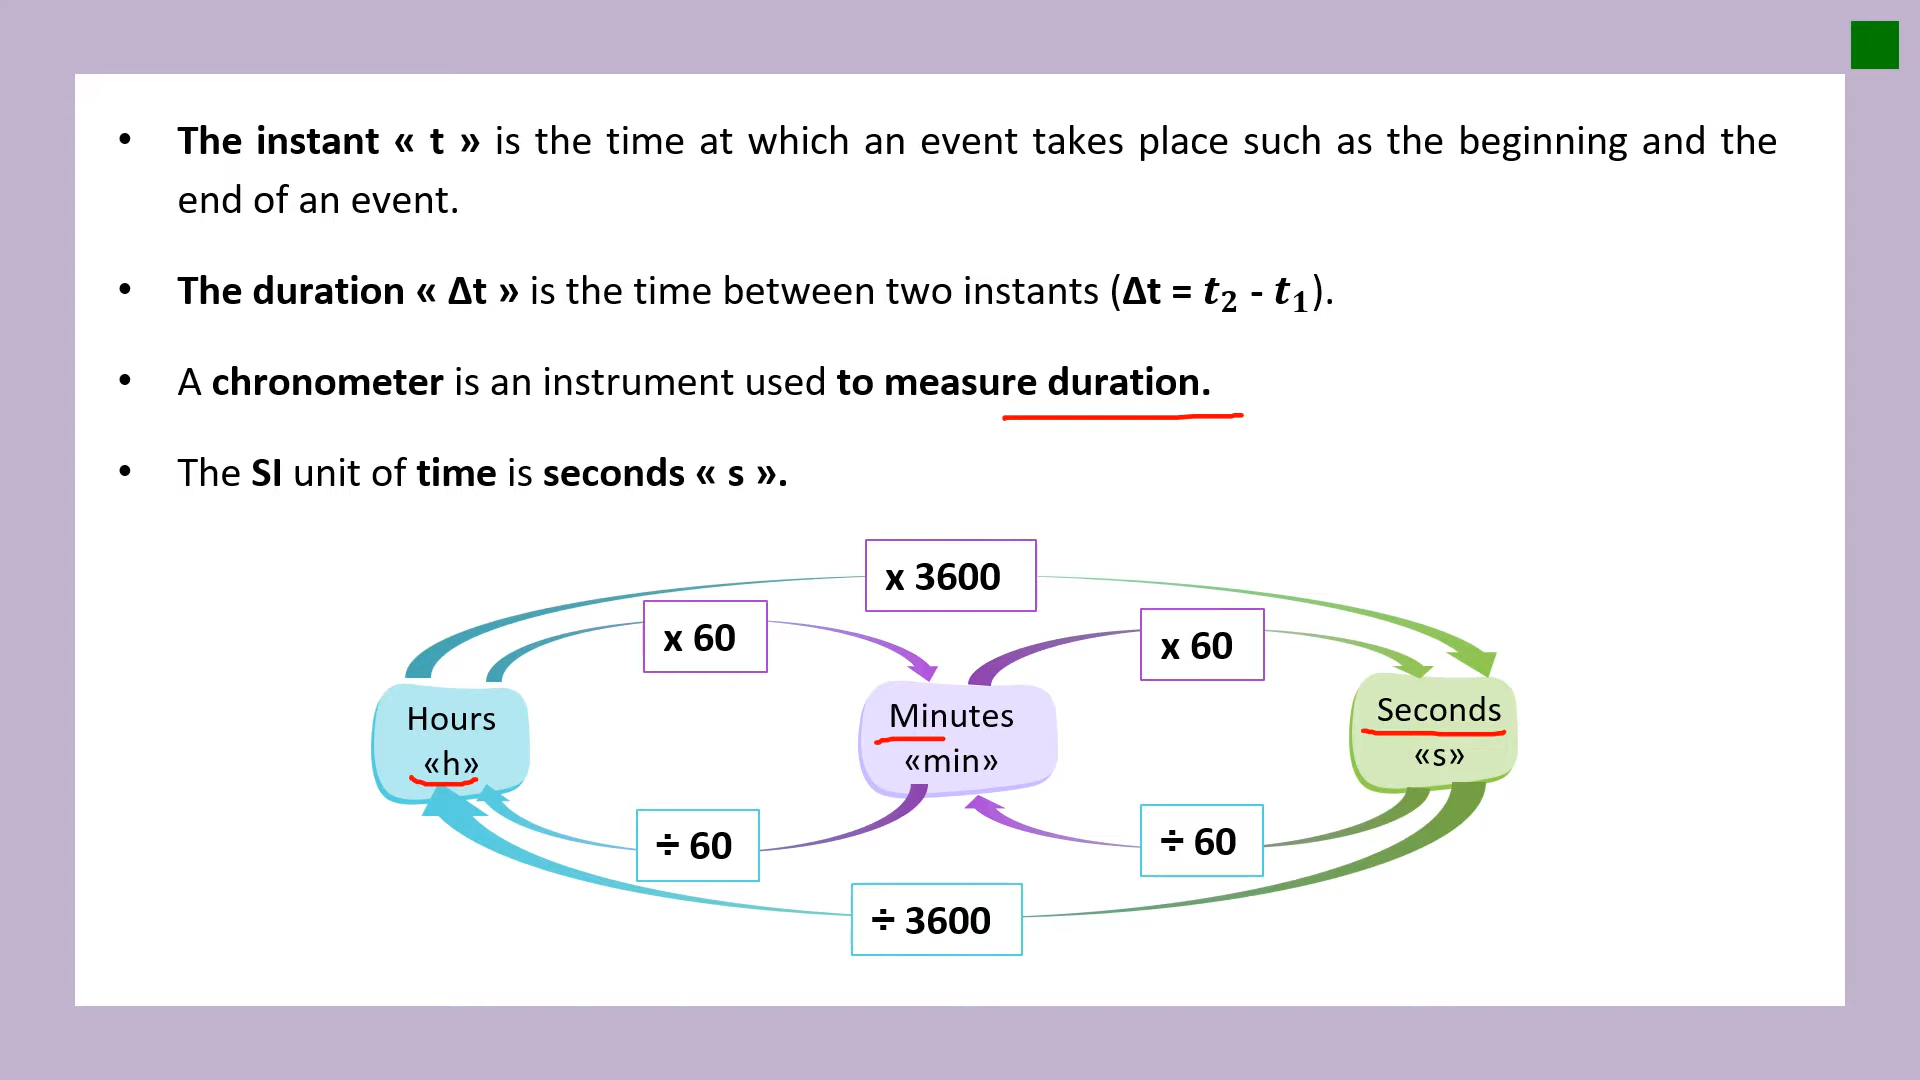 • The instant « t » is the time at which an event takes place such as the beginning and the
end of an event.
• The duration « Δt » is the time between two instants (Δt = t₂ - t₁).
• A chronometer is an instrument used to measure duration.
• The SI unit of time is seconds « s ».
x 3600
x 60
x 60
Hours
«h»
Minutes
«min»
Seconds
«s»
÷ 60
÷ 60
÷ 3600